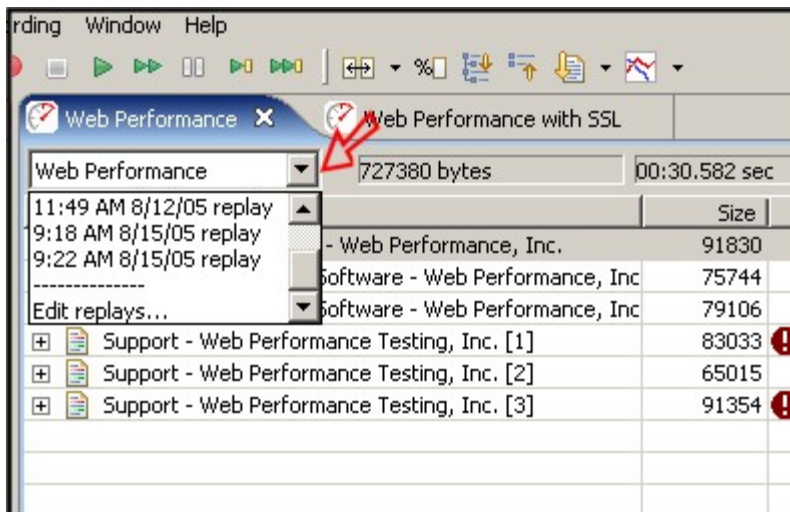 rding Window Help
Web Performance Web Performance with SSL
Web Performance 727380 bytes 00:30.582 sec
11:49 AM 8/12/05 replay Size
9:18 AM 8/15/05 replay - Web Performance, Inc. 91830
9:22 AM 8/15/05 replay Software - Web Performance, Inc 75744
--------------
Edit replays... Software - Web Performance, Inc 79106
Support - Web Performance Testing, Inc. [1] 83033
Support - Web Performance Testing, Inc. [2] 65015
Support - Web Performance Testing, Inc. [3] 91354